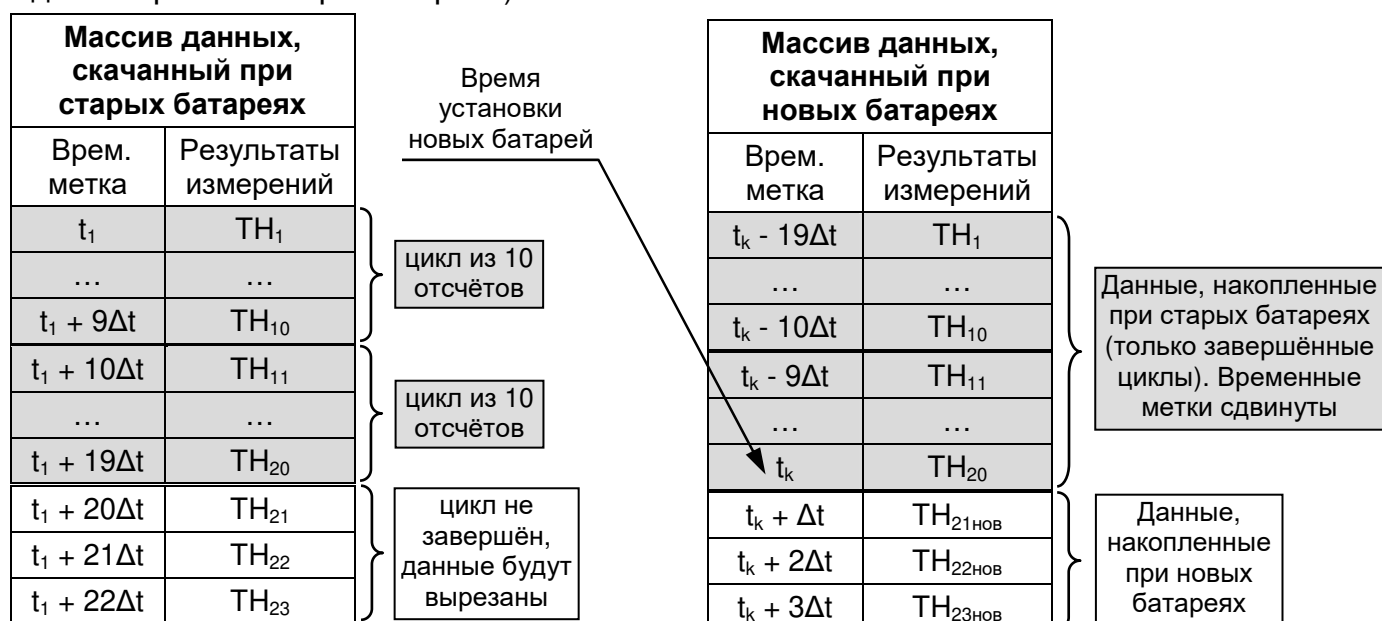 Массив данных,
скачанный при
старых батареях
Врем.
метка
Результаты
измерений
t₁
TH₁
…
…
t₁ + 9Δt
TH₁₀
t₁ + 10Δt
TH₁₁
…
…
t₁ + 19Δt
TH₂₀
t₁ + 20Δt
TH₂₁
t₁ + 21Δt
TH₂₂
t₁ + 22Δt
TH₂₃
цикл из 10
отсчётов
цикл из 10
отсчётов
цикл не
завершён,
данные будут
вырезаны
Время
установки
новых батарей
Массив данных,
скачанный при
новых батареях
Врем.
метка
Результаты
измерений
tₖ - 19Δt
TH₁
…
…
tₖ - 10Δt
TH₁₀
tₖ - 9Δt
TH₁₁
…
…
tₖ
TH₂₀
tₖ + Δt
TH₂₁нов
tₖ + 2Δt
TH₂₂нов
tₖ + 3Δt
TH₂₃нов
Данные, накопленные
при старых батареях
(только завершённые
циклы). Временные
метки сдвинуты
Данные,
накопленные
при новых
батареях